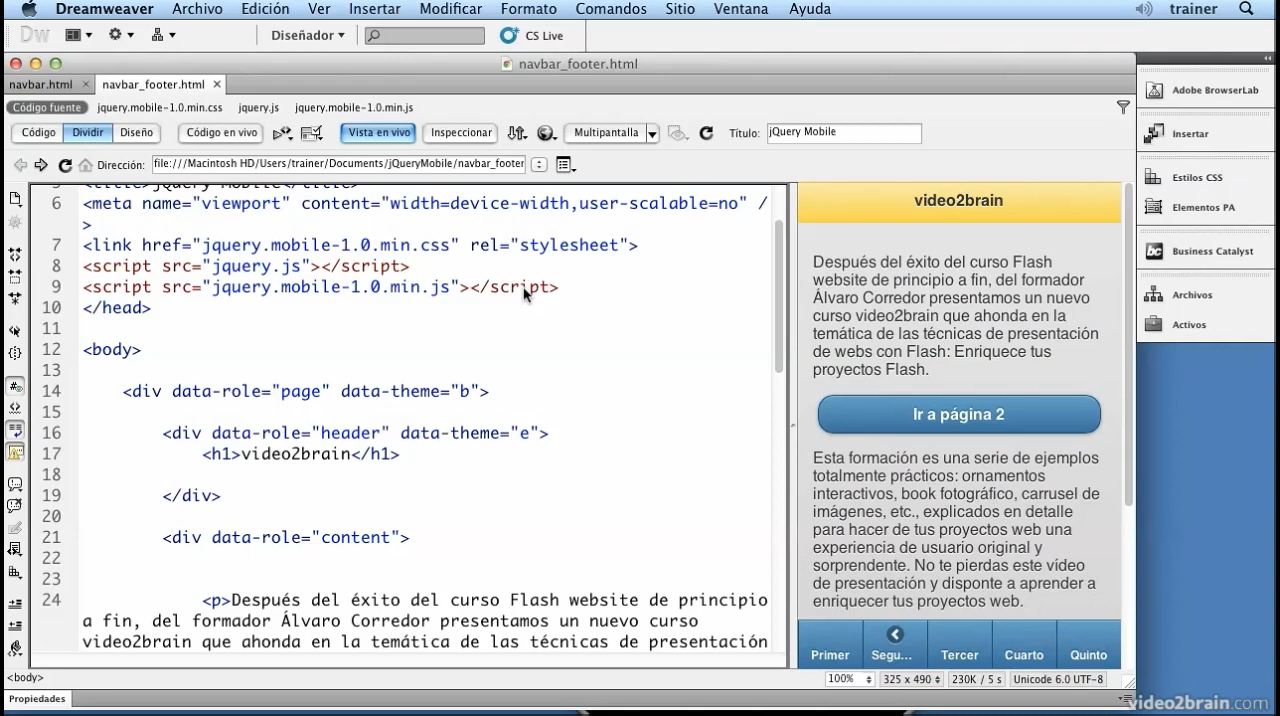 Dreamweaver Archivo Edición Ver Insertar Modificar Formato Comandos Sitio Ventana Ayuda trainer
Dw Diseñador CS Live
navbar_footer.html
navbar.html navbar_footer.html
Código fuente jquery.mobile-1.0.min.css jquery.js jquery.mobile-1.0.min.js
Código Dividir Diseño Código en vivo Vista en vivo Inspeccionar Multipantalla Título: jQuery Mobile
Dirección: file:///Macintosh HD/Users/trainer/Documents/jQueryMobile/navbar_footer
5 <title>jQuery Mobile</title>
6 <meta name="viewport" content="width=device-width,user-scalable=no" /
>
7 <link href="jquery.mobile-1.0.min.css" rel="stylesheet">
8 <script src="jquery.js"></script>
9 <script src="jquery.mobile-1.0.min.js"></script>
10 </head>
11
12 <body>
13
14 <div data-role="page" data-theme="b">
15
16 <div data-role="header" data-theme="e">
17 <h1>video2brain</h1>
18
19 </div>
20
21 <div data-role="content">
22
23
24 <p>Después del éxito del curso Flash website de principio
a fin, del formador Álvaro Corredor presentamos un nuevo curso
video2brain que ahonda en la temática de las técnicas de presentación
video2brain
Después del éxito del curso Flash
website de principio a fin, del formador
Álvaro Corredor presentamos un nuevo
curso video2brain que ahonda en la
temática de las técnicas de presentación
de webs con Flash: Enriquece tus
proyectos Flash.
Ir a página 2
Esta formación es una serie de ejemplos
totalmente prácticos: ornamentos
interactivos, book fotográfico, carrusel de
imágenes, etc., explicados en detalle
para hacer de tus proyectos web una
experiencia de usuario original y
sorprendente. No te pierdas este vídeo
de presentación y disponte a aprender a
enriquecer tus proyectos web.
Primer Segu... Tercer Cuarto Quinto
<body> 100% 325 x 490 230K / 5 s Unicode 6.0 UTF-8
Propiedades
Adobe BrowserLab
Insertar
Estilos CSS
Elementos PA
bc Business Catalyst
Archivos
Activos
video2brain.com